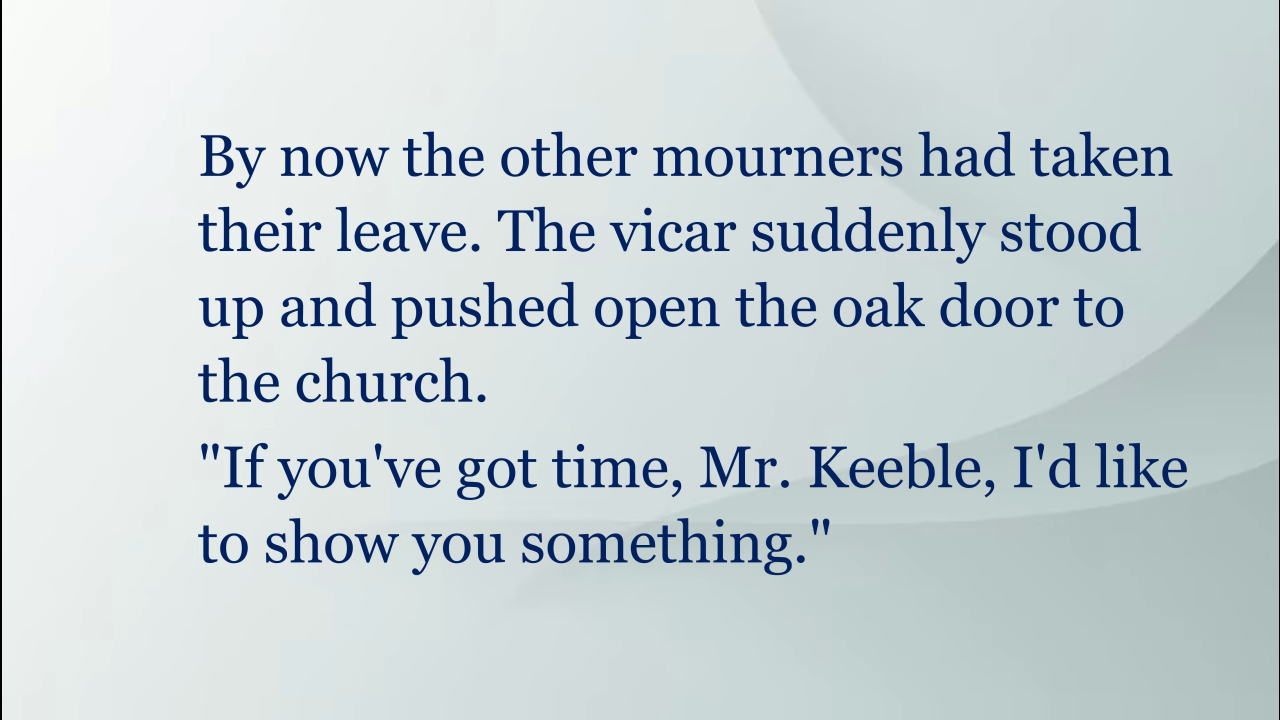 By now the other mourners had taken
their leave. The vicar suddenly stood
up and pushed open the oak door to
the church.
"If you've got time, Mr. Keeble, I'd like
to show you something."